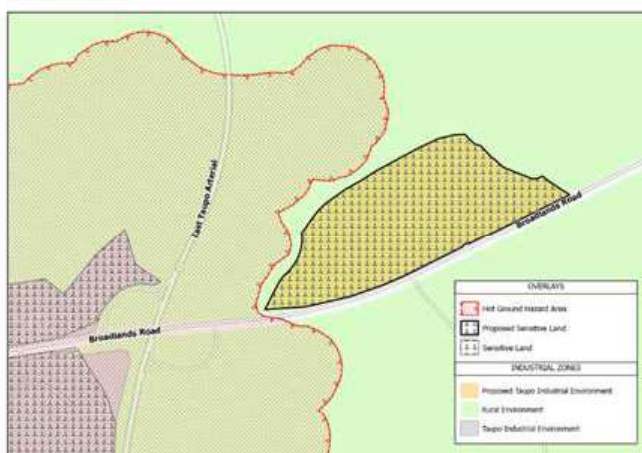 East Taupo Arterial
Broadlands Road
Broadlands Road
OVERLAYS
Hot Ground Hazard Area
Proposed Sensitive Land
Sensitive Land
INDUSTRIAL ZONES
Proposed Taupo Industrial Environment
Rural Environment
Taupo Industrial Environment